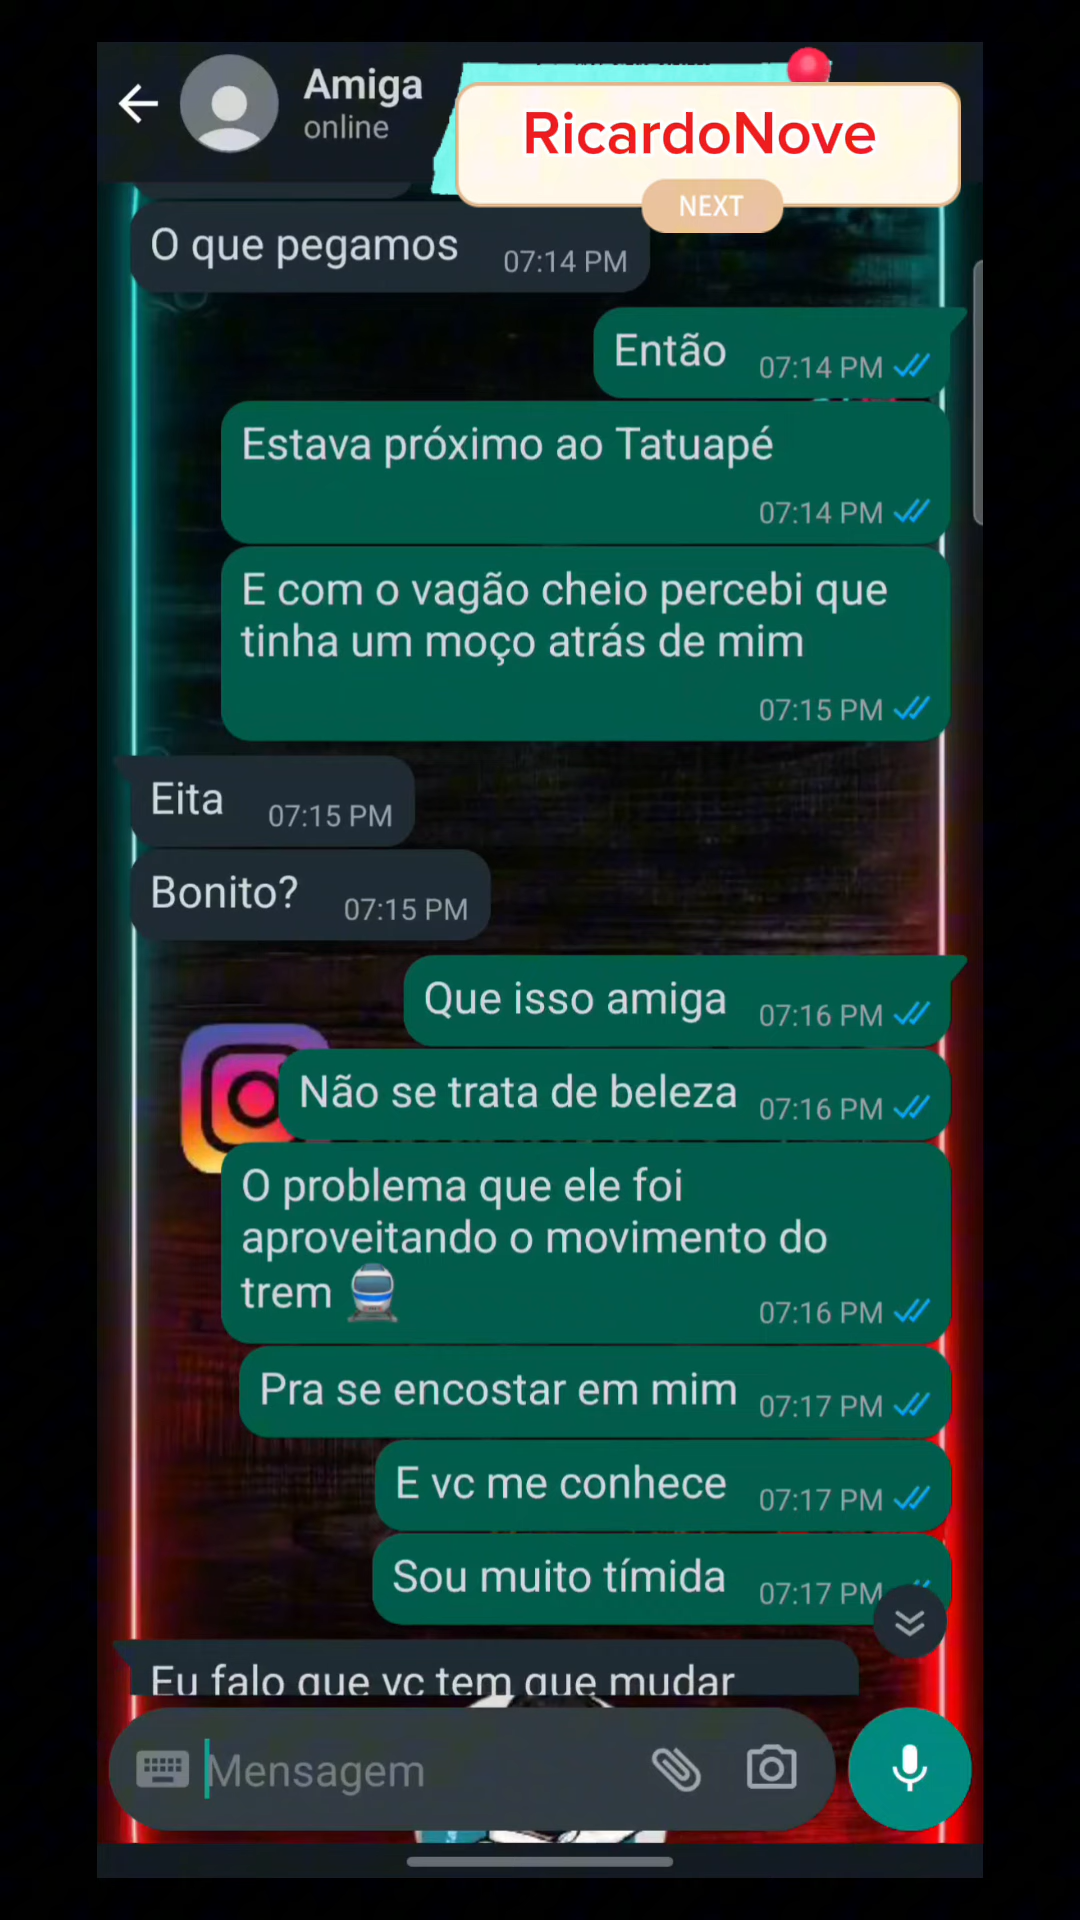 Amiga
online
RicardoNove
NEXT
O que pegamos 07:14 PM
Então 07:14 PM
Estava próximo ao Tatuapé
07:14 PM
E com o vagão cheio percebi que
tinha um moço atrás de mim
07:15 PM
Eita 07:15 PM
Bonito? 07:15 PM
Que isso amiga 07:16 PM
Não se trata de beleza 07:16 PM
O problema que ele foi
aproveitando o movimento do
trem 🚆 07:16 PM
Pra se encostar em mim 07:17 PM
E vc me conhece 07:17 PM
Sou muito tímida 07:17 PM
Eu falo que vc tem que mudar
Mensagem